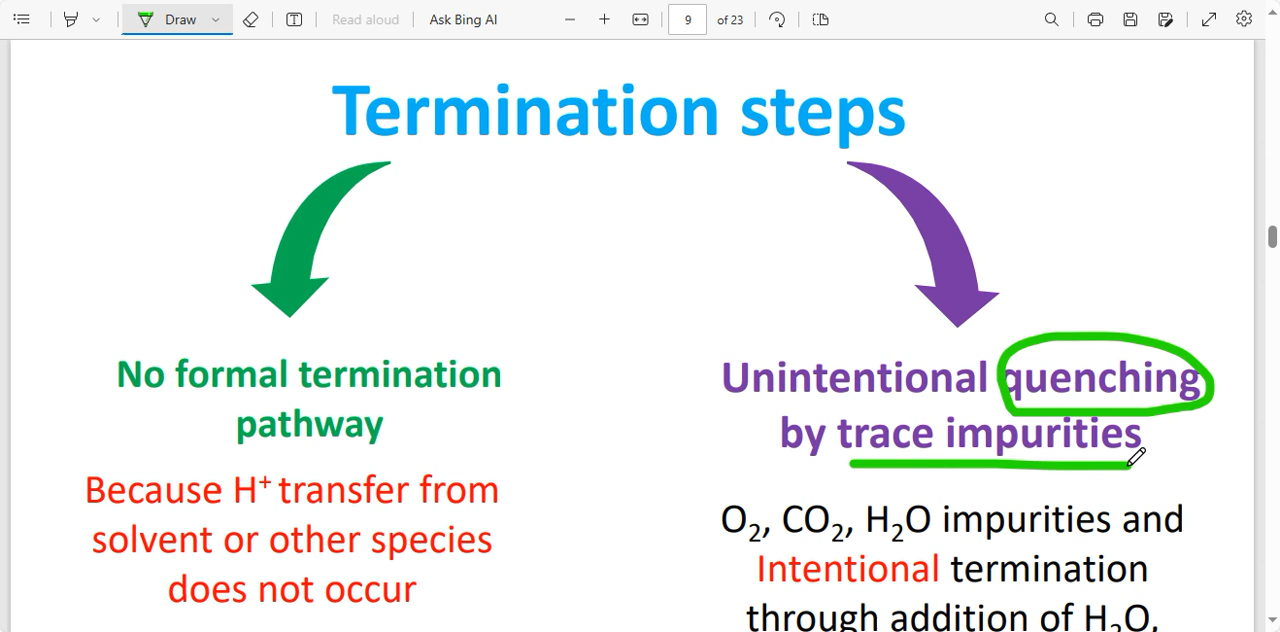 Draw
Read aloud
Ask Bing AI
9
of 23
Termination steps
No formal termination
pathway
Because H⁺ transfer from
solvent or other species
does not occur
Unintentional quenching
by trace impurities
O₂, CO₂, H₂O impurities and
Intentional termination
through addition of H₂O,